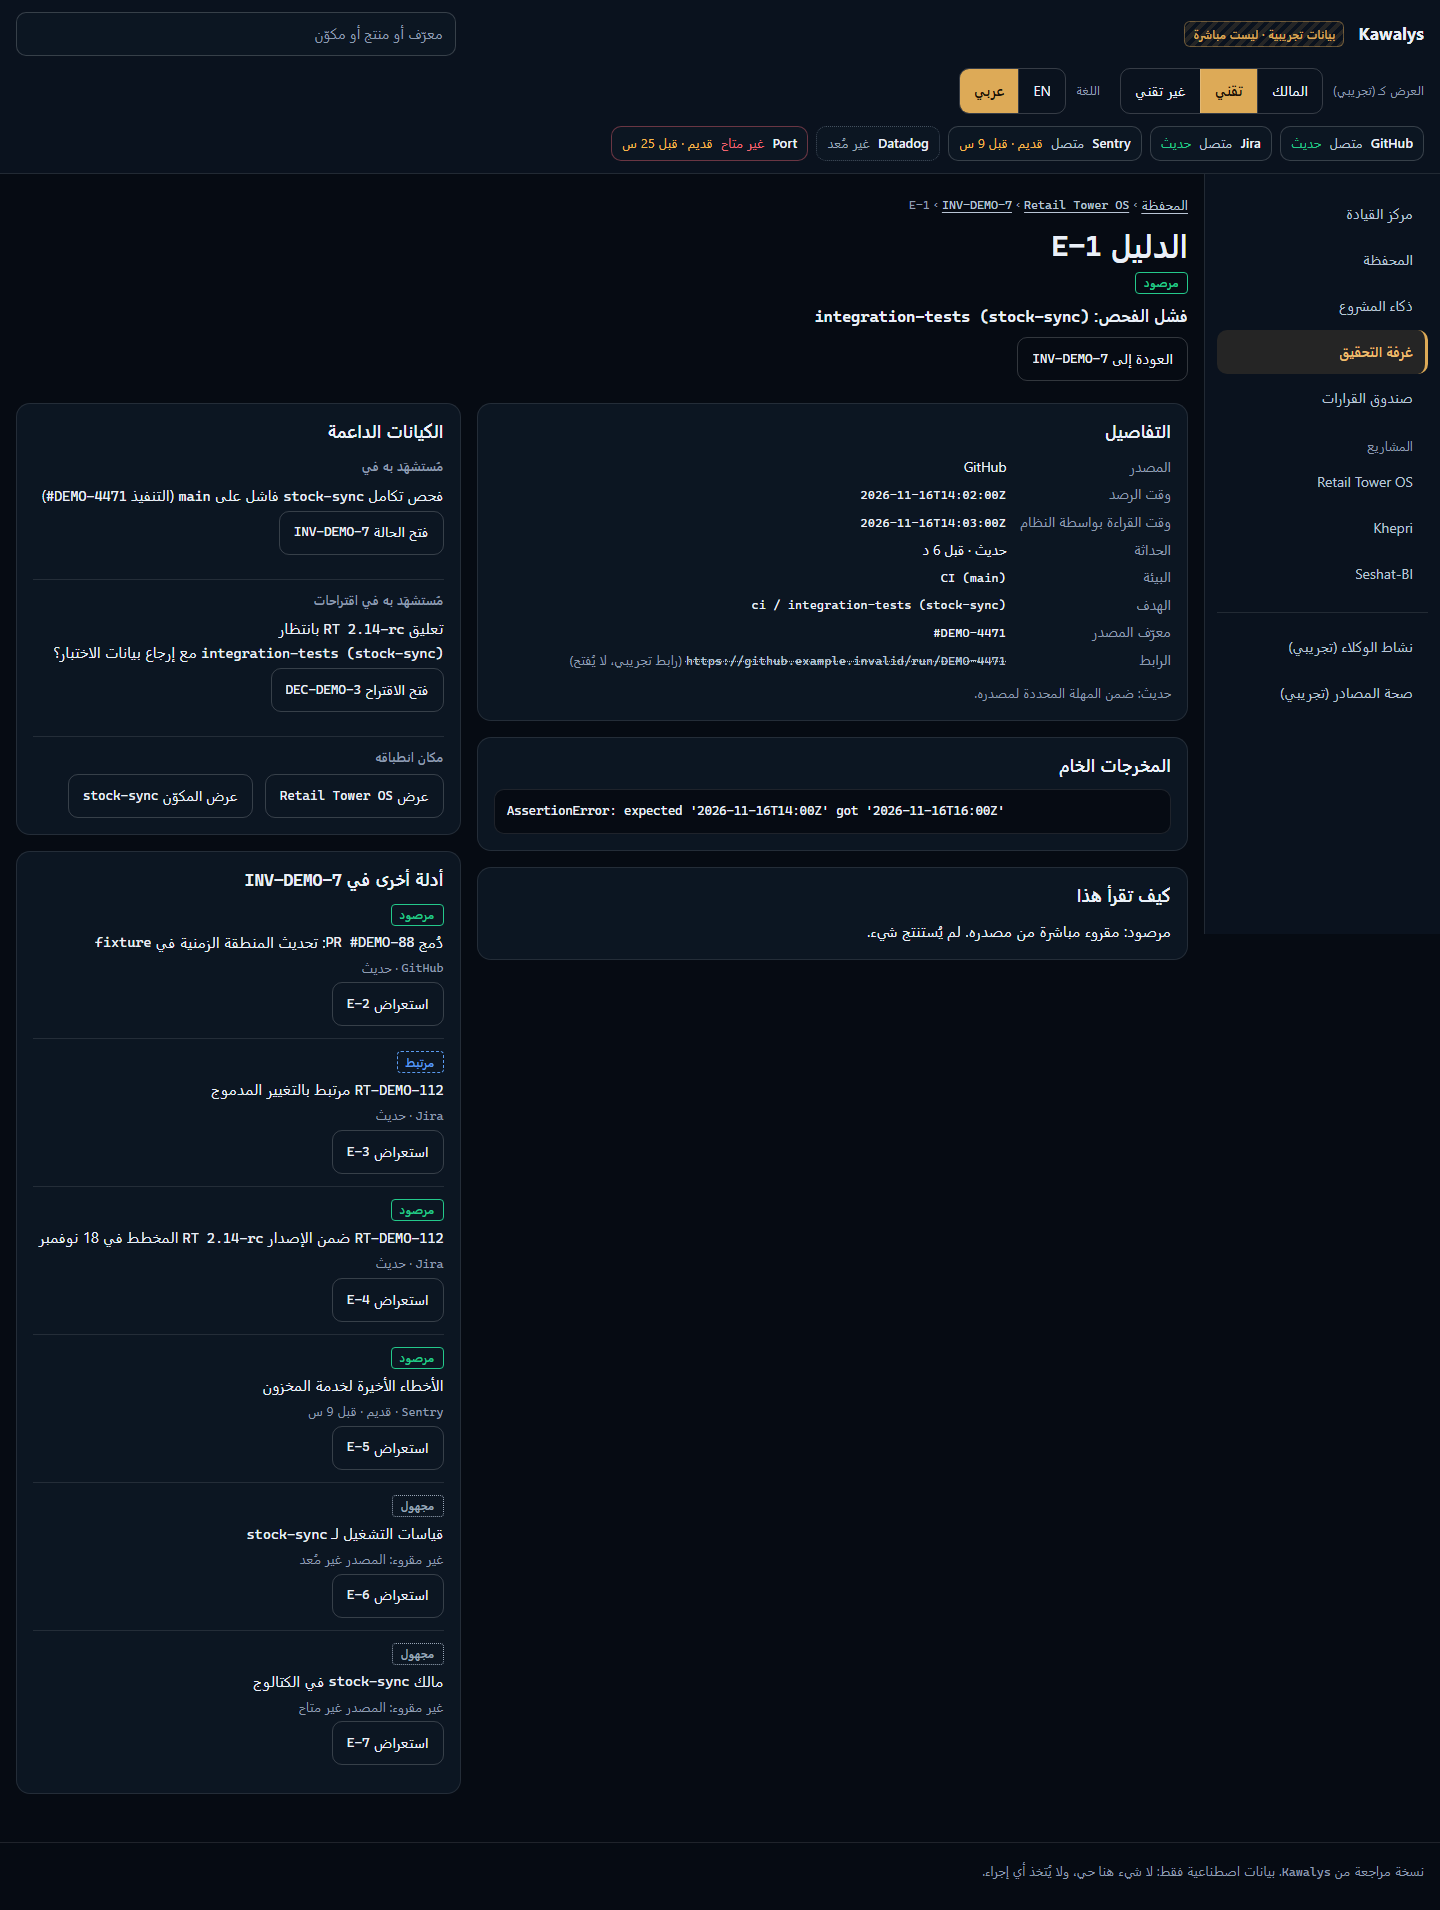 Kawalys
بيانات تجريبية · ليست مباشرة
معرّف أو منتج أو مكوّن
العرض كـ (تجريبي)
المالك
تقني
غير تقني
اللغة
EN
عربي
GitHub متصل حديث
Jira متصل حديث
Sentry متصل قديم · قبل 9 س
Datadog غير مُعد
Port غير متاح قديم · قبل 25 س
مركز القيادة
المحفظة
ذكاء المشروع
غرفة التحقيق
صندوق القرارات
المشاريع
Retail Tower OS
Khepri
Seshat-BI
نشاط الوكلاء (تجريبي)
صحة المصادر (تجريبي)
المحفظة › Retail Tower OS › INV-DEMO-7 › E-1
الدليل E-1
مرصود
فشل الفحص: integration-tests (stock-sync)
العودة إلى INV-DEMO-7
التفاصيل
المصدر GitHub
وقت الرصد 2026-11-16T14:02:00Z
وقت القراءة بواسطة النظام 2026-11-16T14:03:00Z
الحداثة حديث · قبل 6 د
البيئة CI (main)
الهدف ci / integration-tests (stock-sync)
معرّف المصدر #DEMO-4471
الرابط https://github.example.invalid/run/DEMO-4471 (رابط تجريبي، لا يُفتح)
حديث: ضمن المهلة المحددة لمصدره.
المخرجات الخام
AssertionError: expected '2026-11-16T14:00Z' got '2026-11-16T16:00Z'
كيف تقرأ هذا
مرصود: مقروء مباشرة من مصدره. لم يُستنتج شيء.
الكيانات الداعمة
مُستشهَد به في
فحص تكامل stock-sync فاشل على main (التنفيذ #DEMO-4471)
فتح الحالة INV-DEMO-7
مُستشهَد به في اقتراحات
تعليق RT 2.14-rc بانتظار
integration-tests (stock-sync) مع إرجاع بيانات الاختبار؟
فتح الاقتراح DEC-DEMO-3
مكان انطباقه
عرض Retail Tower OS
عرض المكوّن stock-sync
أدلة أخرى في INV-DEMO-7
مرصود
دُمج PR #DEMO-88: تحديث المنطقة الزمنية في fixture
GitHub · حديث
استعراض E-2
مرتبط
RT-DEMO-112 مرتبط بالتغيير المدموج
Jira · حديث
استعراض E-3
مرصود
RT-DEMO-112 ضمن الإصدار RT 2.14-rc المخطط في 18 نوفمبر
Jira · حديث
استعراض E-4
مرصود
الأخطاء الأخيرة لخدمة المخزون
Sentry · قديم · قبل 9 س
استعراض E-5
مجهول
قياسات التشغيل لـ stock-sync
غير مقروء: المصدر غير مُعد
استعراض E-6
مجهول
مالك stock-sync في الكتالوج
غير مقروء: المصدر غير متاح
استعراض E-7
نسخة مراجعة من Kawalys. بيانات اصطناعية فقط: لا شيء هنا حي، ولا يُتخذ أي إجراء.